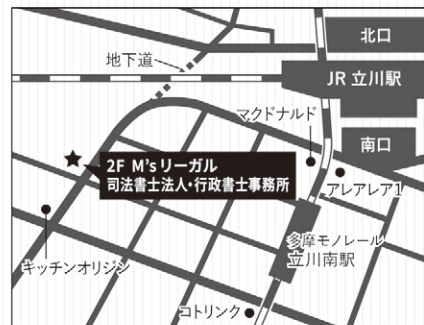 北口
地下道
JR 立川駅
マクドナルド
南口
2F M'sリーガル
司法書士法人・行政書士事務所
アレアレア1
多摩モノレール
立川南駅
キッチンオリジン
コトリンク